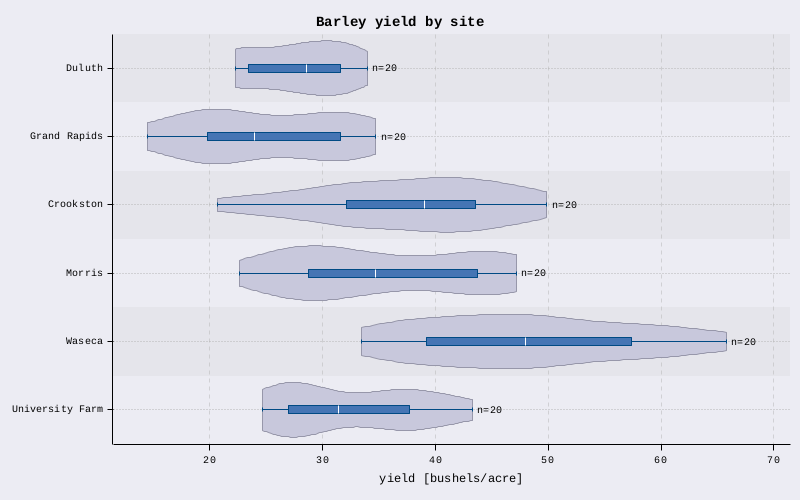 Barley yield by site
Duluth
n=20
Grand Rapids
n=20
Crookston
n=20
Morris
n=20
Waseca
n=20
University Farm
n=20
20 30 40 50 60 70
yield [bushels/acre]